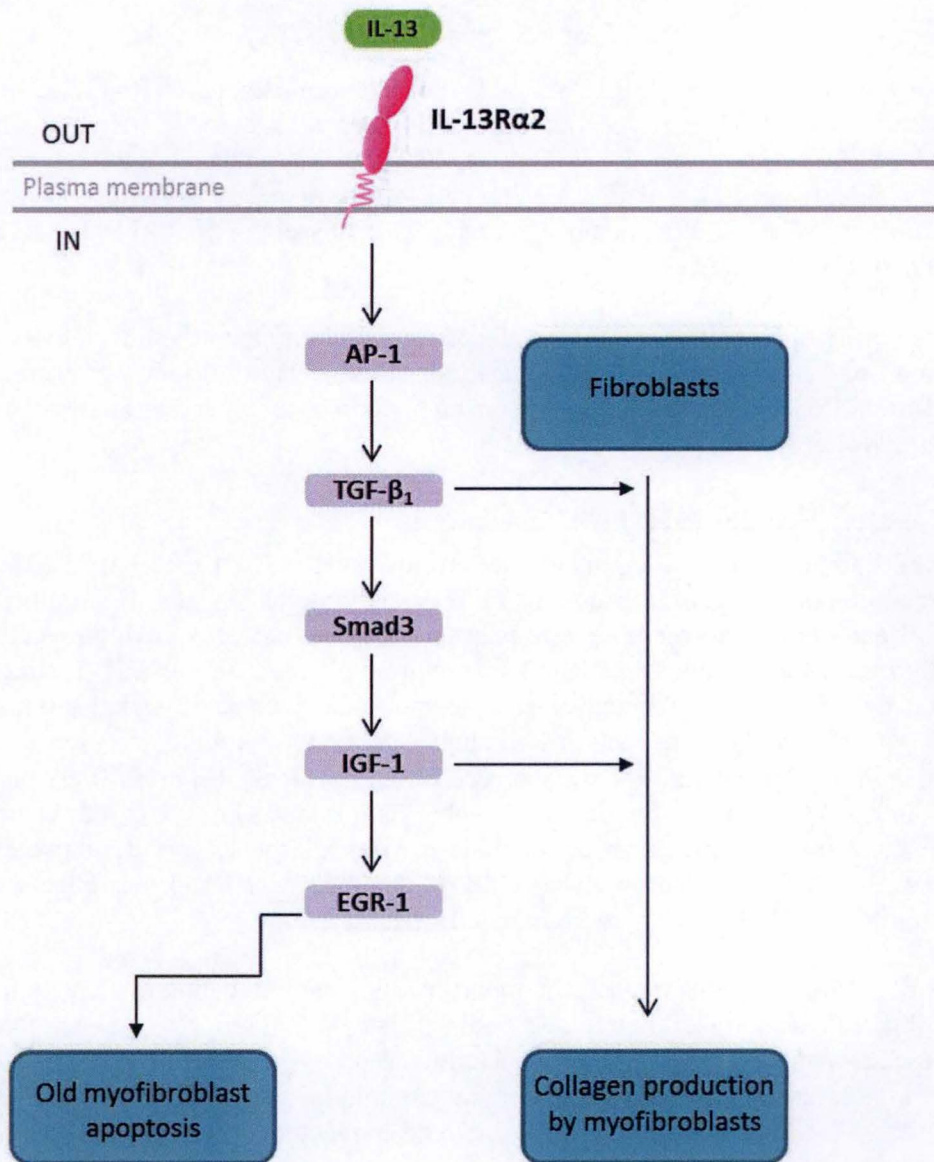 IL-13
IL-13Rα2
OUT
Plasma membrane
IN
AP-1
Fibroblasts
TGF-β₁
Smad3
IGF-1
EGR-1
Old myofibroblast
apoptosis
Collagen production
by myofibroblasts